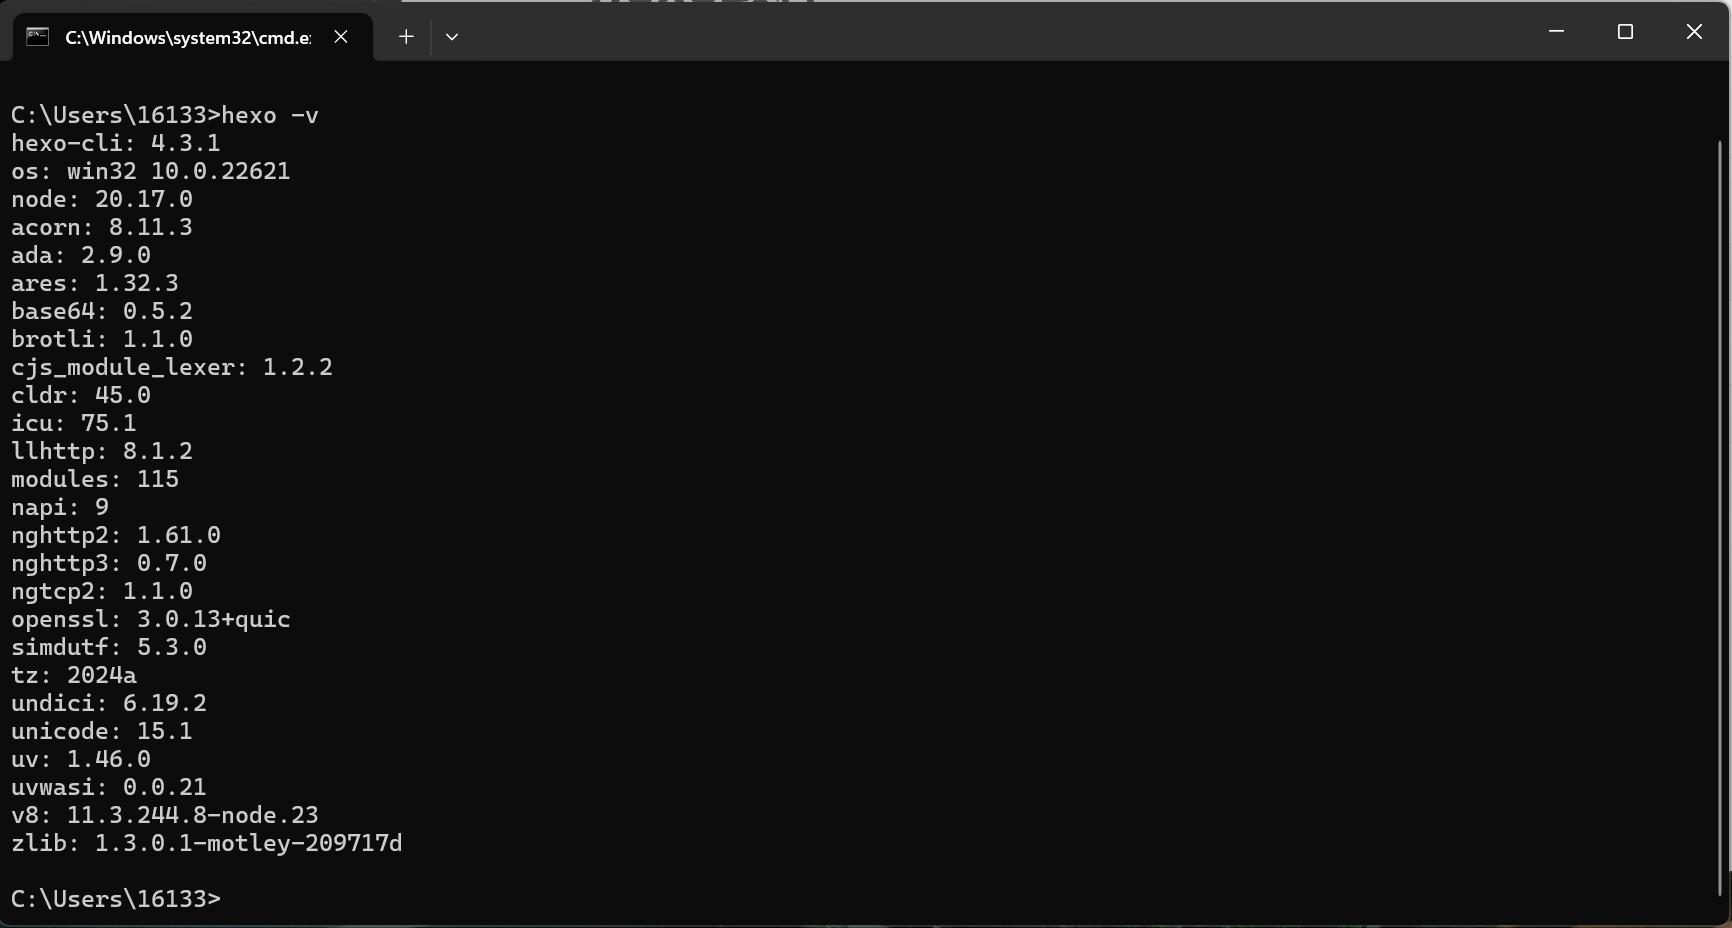 C:\Windows\system32\cmd.e
C:\Users\16133>hexo -v
hexo-cli: 4.3.1
os: win32 10.0.22621
node: 20.17.0
acorn: 8.11.3
ada: 2.9.0
ares: 1.32.3
base64: 0.5.2
brotli: 1.1.0
cjs_module_lexer: 1.2.2
cldr: 45.0
icu: 75.1
llhttp: 8.1.2
modules: 115
napi: 9
nghttp2: 1.61.0
nghttp3: 0.7.0
ngtcp2: 1.1.0
openssl: 3.0.13+quic
simdutf: 5.3.0
tz: 2024a
undici: 6.19.2
unicode: 15.1
uv: 1.46.0
uvwasi: 0.0.21
v8: 11.3.244.8-node.23
zlib: 1.3.0.1-motley-209717d
C:\Users\16133>